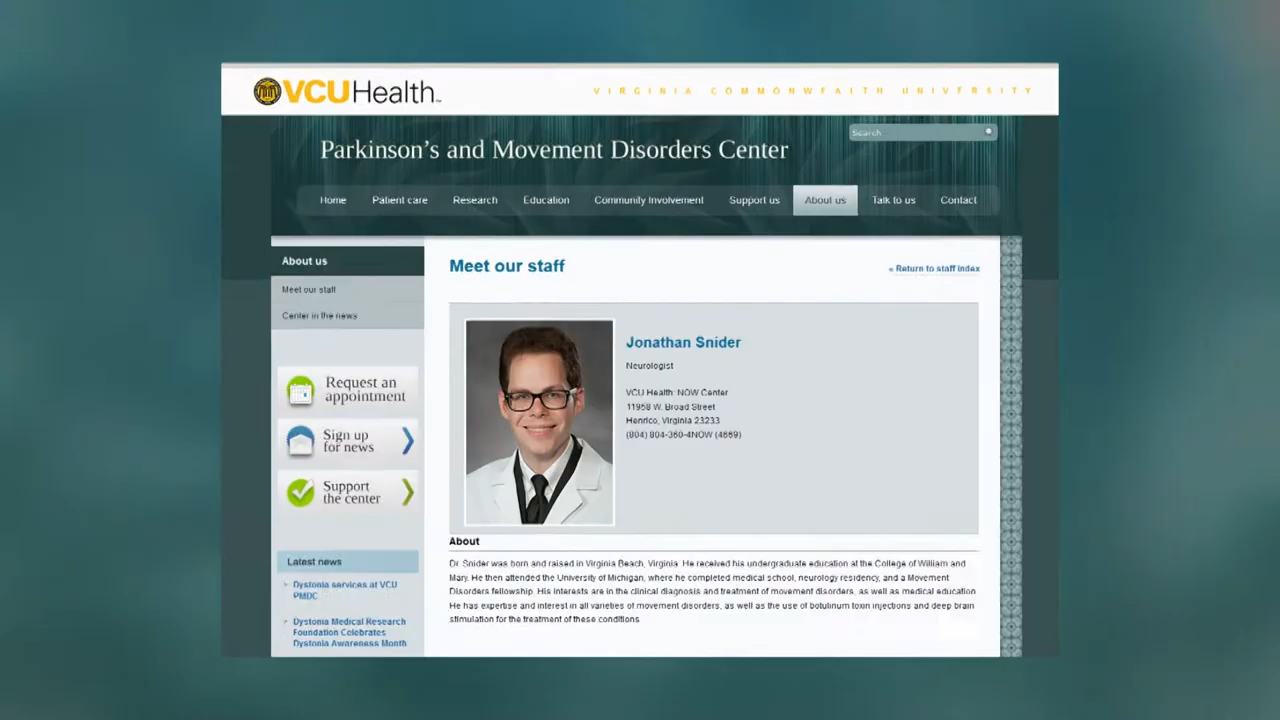 VCUHealth™
VIRGINIA COMMONWEALTH UNIVERSITY
Search
Parkinson's and Movement Disorders Center
Home Patient care Research Education Community Involvement Support us About us Talk to us Contact
About us
Meet our staff
Center in the news
Request an
appointment
Sign up
for news
Support
the center
Latest news
Dystonia services at VCU
PMDC
Dystonia Medical Research
Foundation Celebrates
Dystonia Awareness Month
Meet our staff
« Return to staff index
Jonathan Snider
Neurologist
VCU Health: NOW Center
11958 W. Broad Street
Henrico, Virginia 23233
(804) 804-360-4NOW (4669)
About
Dr. Snider was born and raised in Virginia Beach, Virginia. He received his undergraduate education at the College of William and
Mary. He then attended the University of Michigan, where he completed medical school, neurology residency, and a Movement
Disorders fellowship. His interests are in the clinical diagnosis and treatment of movement disorders, as well as medical education.
He has expertise and interest in all varieties of movement disorders, as well as the use of botulinum toxin injections and deep brain
stimulation for the treatment of these conditions.